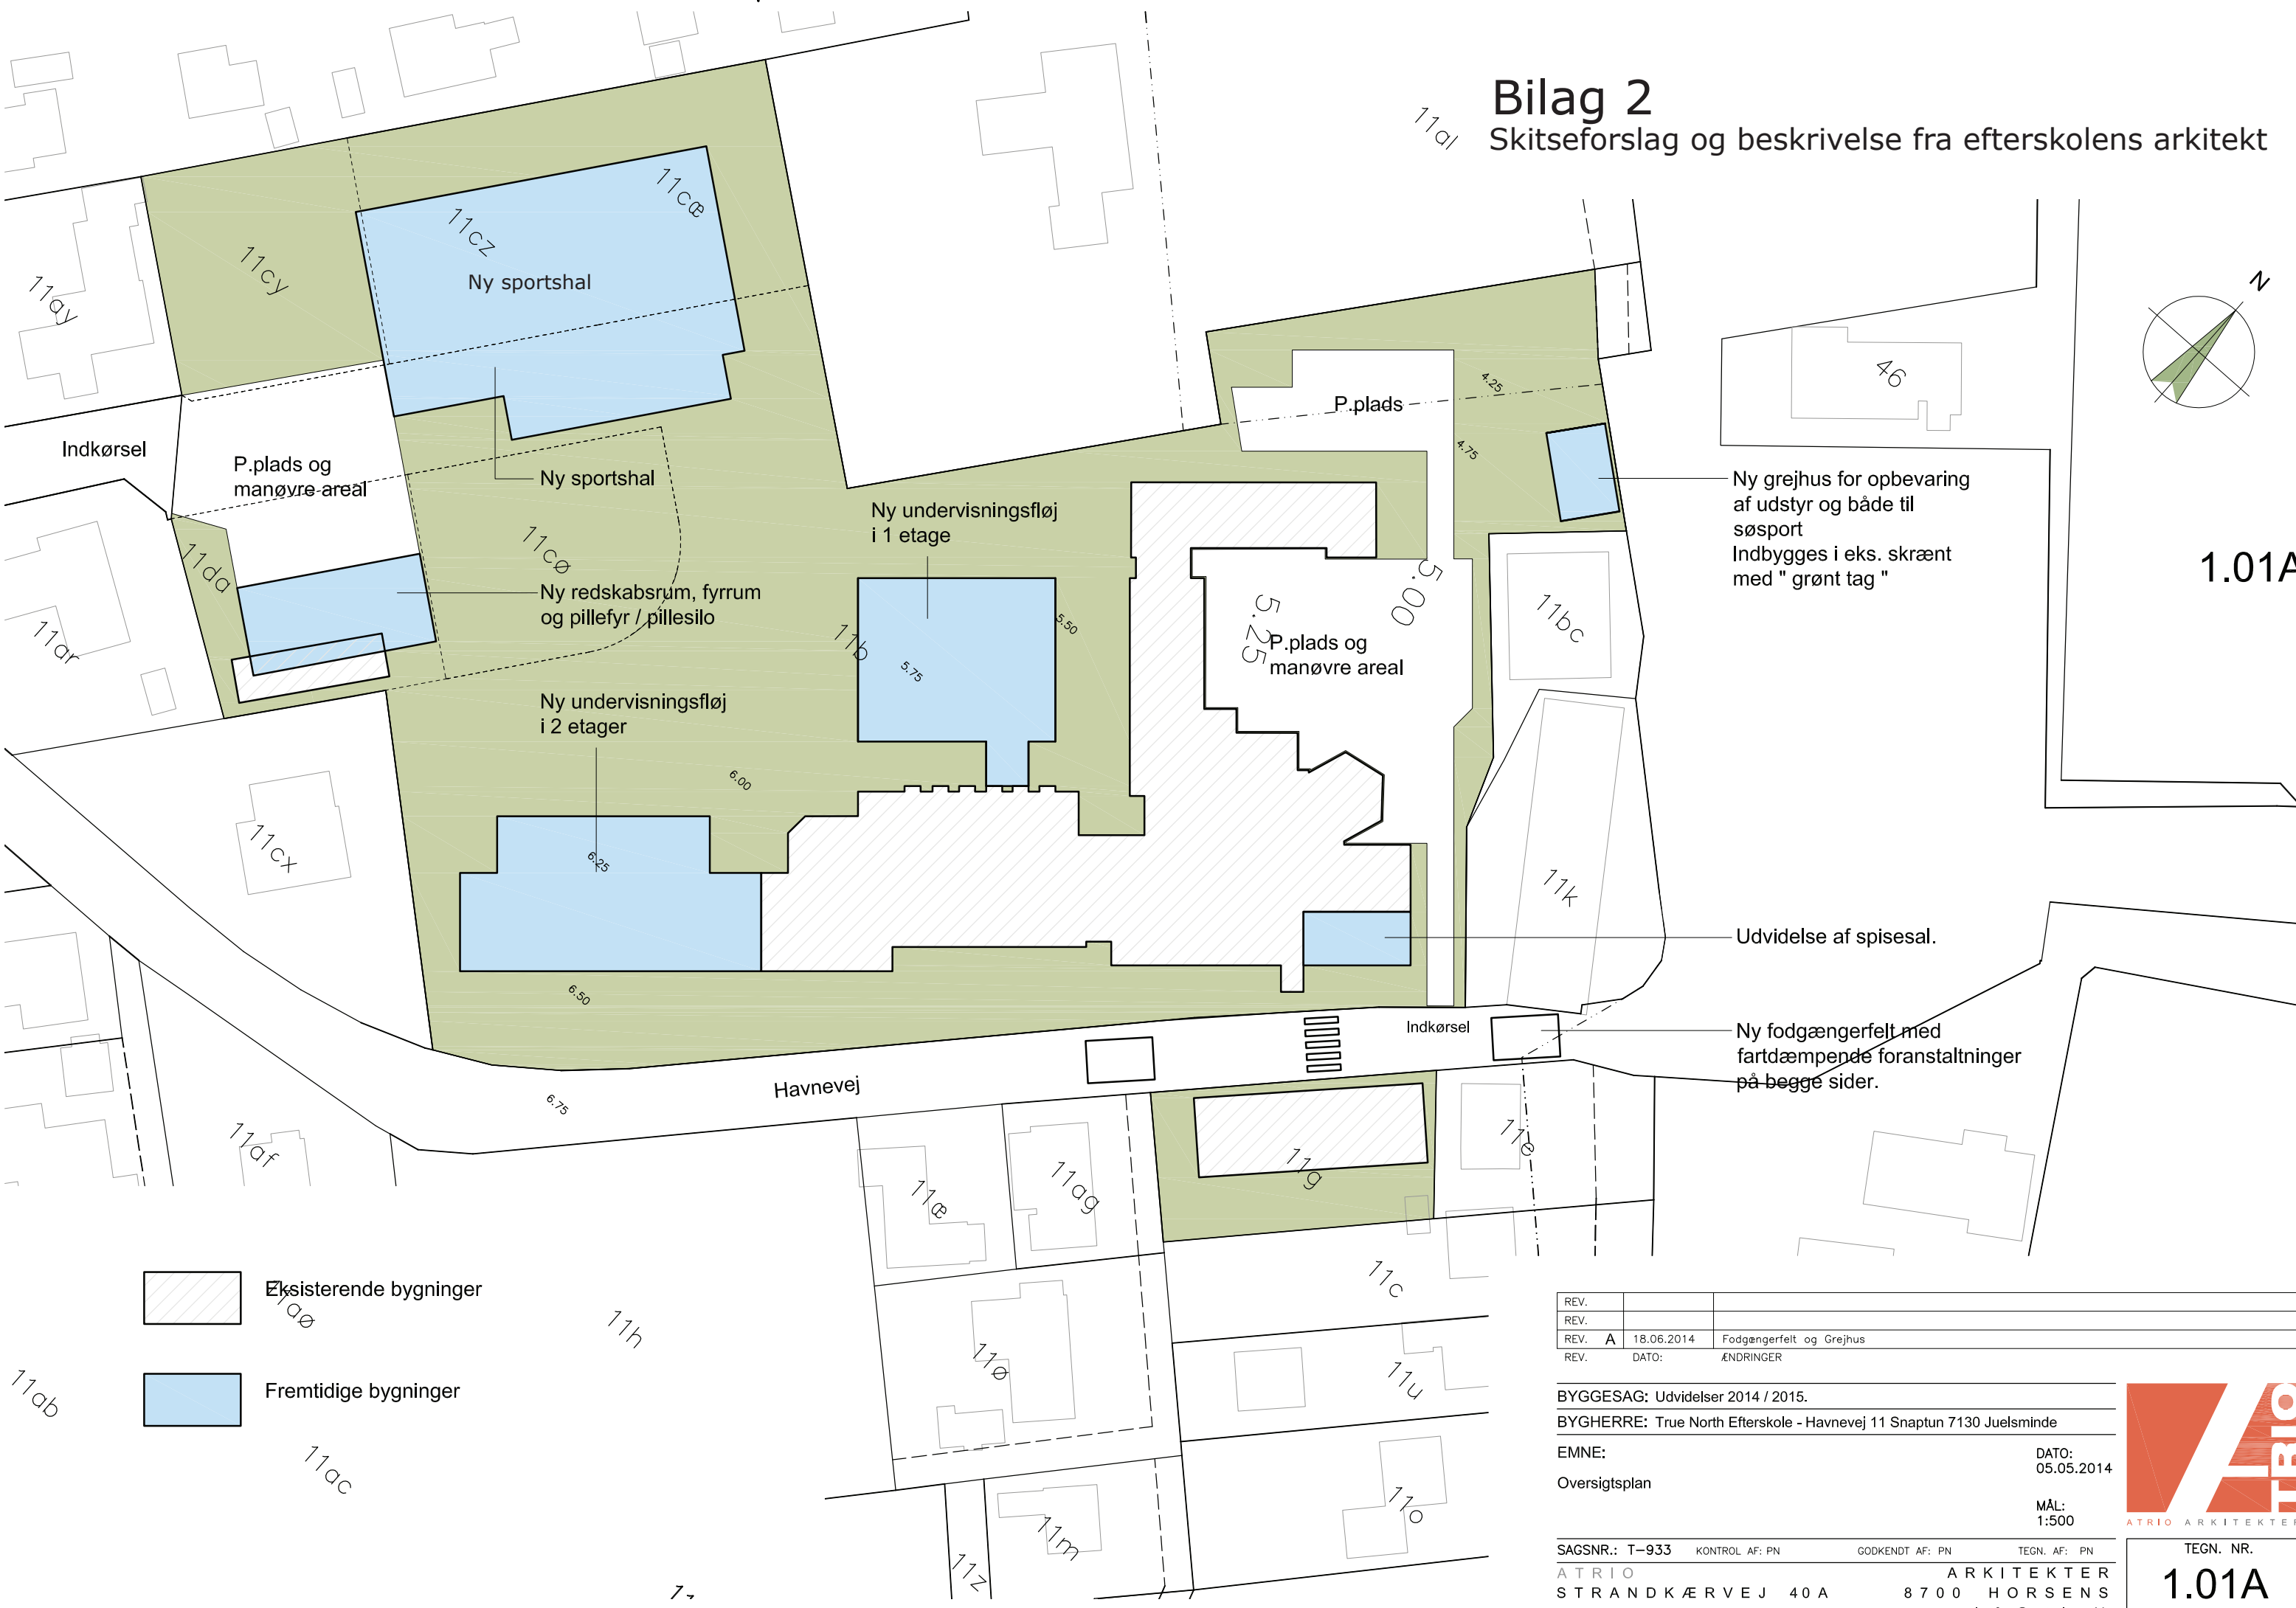 Bilag 2
Skitseforslag og beskrivelse fra efterskolens arkitekt
11al
11cæ
11cz
11cy
Ny sportshal
11ay
N
46
4.25
P.plads
4.75
Indkørsel
P.plads og
manøvre areal
Ny sportshal
Ny grejhus for opbevaring
af udstyr og både til
søsport
Indbygges i eks. skrænt
med " grønt tag "
1.01A
Ny undervisningsfløj
i 1 etage
11cø
11da
Ny redskabsrum, fyrrum
og pillefyr / pillesilo
11ar
11b
5.50
5.75
5.25
5.00
P.plads og
manøvre areal
11bc
Ny undervisningsfløj
i 2 etager
6.00
11cx
6.25
11k
Udvidelse af spisesal.
6.50
Indkørsel
Ny fodgængerfelt med
fartdæmpende foranstaltninger
på begge sider.
Havnevej
6.75
11af
11æ
11ag
11g
11e
Eksisterende bygninger
11aø
11h
11c
11ø
11u
Fremtidige bygninger
11ab
11ac
11m
11o
11z
REV.
REV.
REV. A 18.06.2014 Fodgængerfelt og Grejhus
REV. DATO: ÆNDRINGER
BYGGESAG: Udvidelser 2014 / 2015.
BYGHERRE: True North Efterskole - Havnevej 11 Snaptun 7130 Juelsminde
EMNE:
Oversigtsplan
DATO:
05.05.2014
MÅL:
1:500
ATRIO
ATRIO ARKITEKTER
SAGSNR.: T-933 KONTROL AF: PN GODKENDT AF: PN TEGN. AF: PN
TEGN. NR.
1.01A
ATRIO ARKITEKTER
STRANDKÆRVEJ 40A 8700 HORSENS